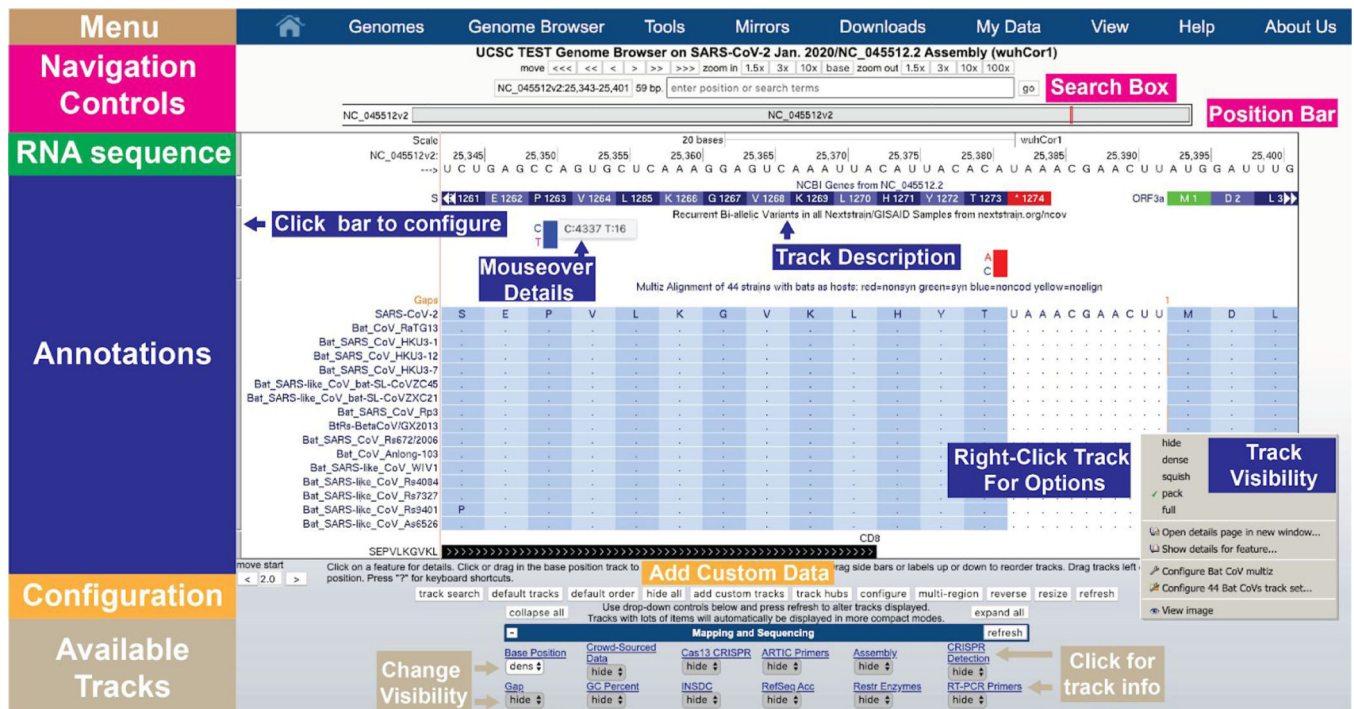 Menu
Genomes Genome Browser Tools Mirrors Downloads My Data View Help About Us
Navigation Controls
UCSC TEST Genome Browser on SARS-CoV-2 Jan. 2020/NC_045512.2 Assembly (wuhCor1)
move <<< << < > >> >>> zoom in 1.5x 3x 10x base zoom out 1.5x 3x 10x 100x
NC_045512v2:25,343-25,401 59 bp. enter position or search terms go
Search Box
NC_045512v2 NC_045512v2
Position Bar
RNA sequence
Scale 20 bases wuhCor1
NC_045512v2: 25,345 25,350 25,355 25,360 25,365 25,370 25,375 25,380 25,385 25,390 25,395 25,400
---> U C U G A G C C A G U G C U C A A A G G A G U C A A A U U A C A U U A C A C A U A A A C G A A C U U A U G G A U U U G
Annotations
NCBI Genes from NC_045512.2
S 1261 E 1262 P 1263 V 1264 L 1265 K 1266 G 1267 V 1268 K 1269 L 1270 H 1271 Y 1272 T 1273 * 1274 ORF3a M 1 D 2 L 3
Recurrent Bi-allelic Variants in all Nextstrain/GISAID Samples from nextstrain.org/ncov
Click bar to configure
C
T
C:4337 T:16
Mouseover Details
Track Description
A
C
Multiz Alignment of 44 strains with bats as hosts: red=nonsyn green=syn blue=noncod yellow=noalign
Gaps 1
SARS-CoV-2 S E P V L K G V K L H Y T U A A A C G A A C U U M D L
Bat_CoV_RaTG13
Bat_SARS_CoV_HKU3-1
Bat_SARS_CoV_HKU3-12
Bat_SARS_CoV_HKU3-7
Bat_SARS-like_CoV_bat-SL-CoVZC45
Bat_SARS-like_CoV_bat-SL-CoVZXC21
Bat_SARS_CoV_Rp3
BtRs-BetaCoV/GX2013
Bat_SARS_CoV_Rs672/2006
Bat_CoV_Anlong-103
Bat_SARS-like_CoV_WIV1
Bat_SARS-like_CoV_Rs4084
Bat_SARS-like_CoV_Rs7327
Bat_SARS-like_CoV_Rs9401 P
Bat_SARS-like_CoV_As6526
Right-Click Track For Options
hide
dense
squish
✓ pack
full
Track Visibility
Open details page in new window...
Show details for feature...
Configure Bat CoV multiz
Configure 44 Bat CoVs track set...
View image
CD8
SEPVLKGVKL
Configuration
move start
< 2.0 >
Click on a feature for details. Click or drag in the base position track to
rag side bars or labels up or down to reorder tracks. Drag tracks left
position. Press "?" for keyboard shortcuts.
Add Custom Data
track search default tracks default order hide all add custom tracks track hubs configure multi-region reverse resize refresh
collapse all Use drop-down controls below and press refresh to alter tracks displayed. expand all
Tracks with lots of items will automatically be displayed in more compact modes.
Available Tracks
- Mapping and Sequencing refresh
Change Visibility
Base Position Crowd-Sourced Data Cas13 CRISPR ARTIC Primers Assembly CRISPR Detection
dens hide hide hide hide hide
Gap GC Percent INSDC RefSeq Acc Restr Enzymes RT-PCR Primers
hide hide hide hide hide hide
Click for track info